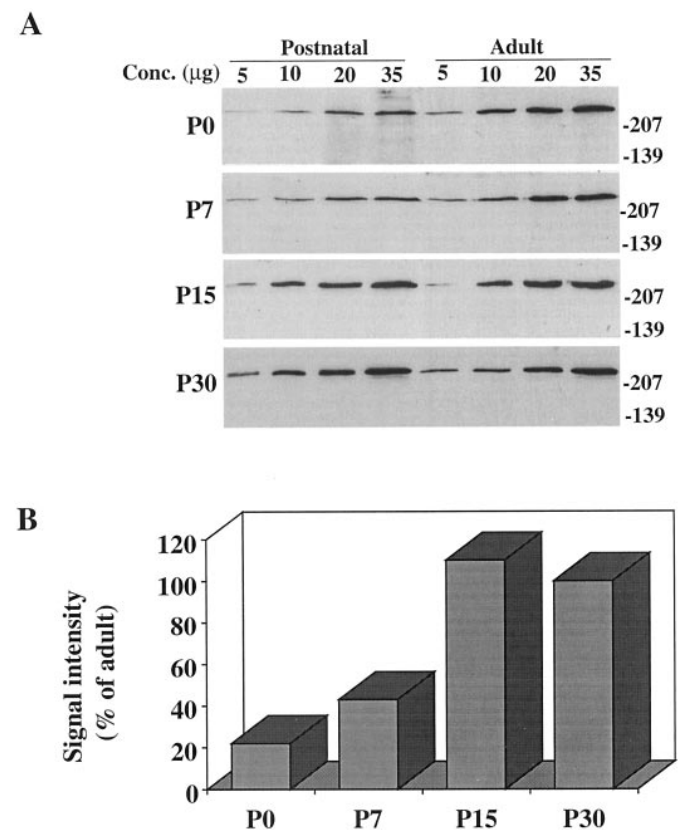 A
Postnatal Adult
Conc. (μg) 5 10 20 35 5 10 20 35
P0
-207
-139
P7
-207
-139
P15
-207
-139
P30
-207
-139
B
Signal intensity
(% of adult)
120
100
80
60
40
20
0
P0 P7 P15 P30